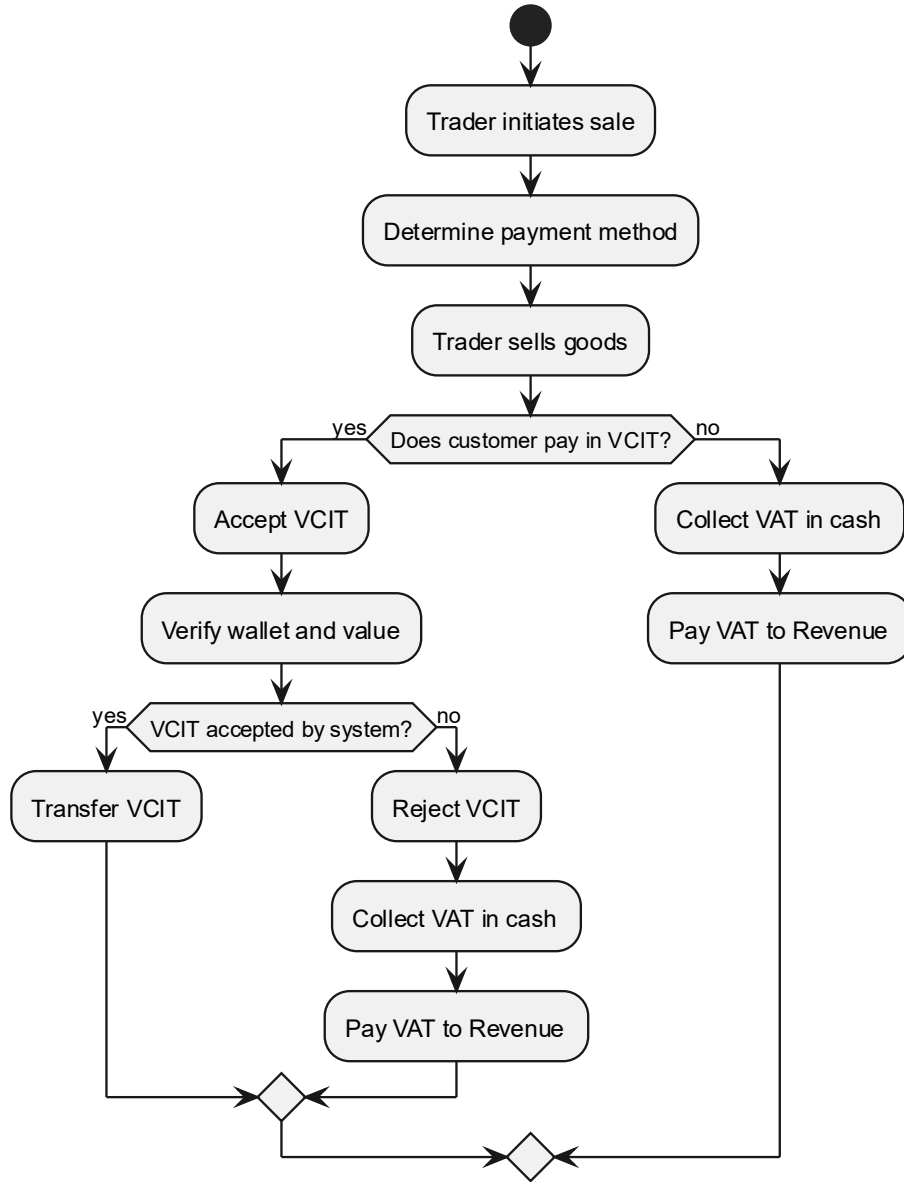 Trader initiates sale
Determine payment method
Trader sells goods
yes
Does customer pay in VCIT?
no
Accept VCIT
Collect VAT in cash
Verify wallet and value
Pay VAT to Revenue
yes
VCIT accepted by system?
no
Transfer VCIT
Reject VCIT
Collect VAT in cash
Pay VAT to Revenue